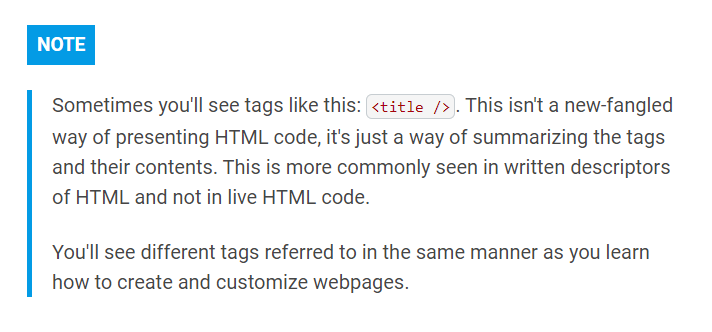 NOTE
Sometimes you'll see tags like this: <title />. This isn't a new-fangled
way of presenting HTML code, it's just a way of summarizing the tags
and their contents. This is more commonly seen in written descriptors
of HTML and not in live HTML code.
You'll see different tags referred to in the same manner as you learn
how to create and customize webpages.